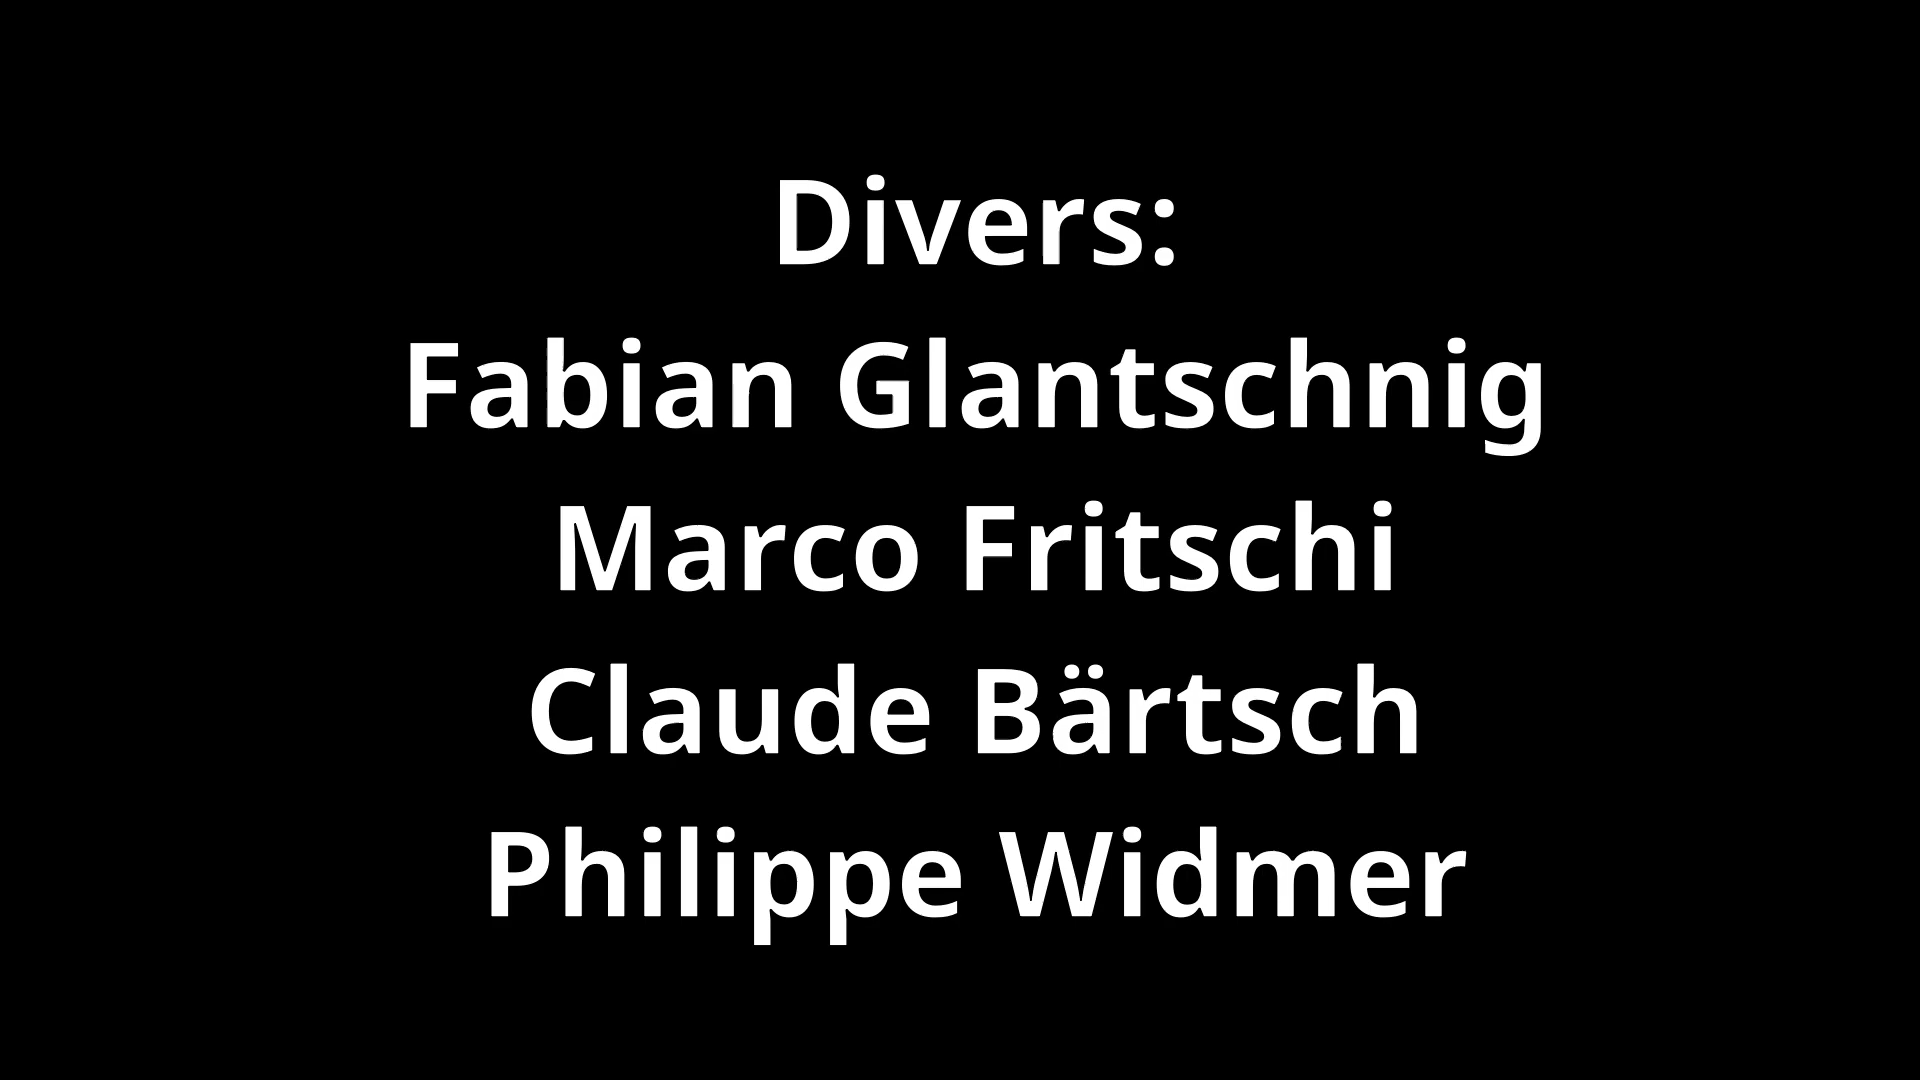 Divers:
Fabian Glantschnig
Marco Fritschi
Claude Bärtsch
Philippe Widmer